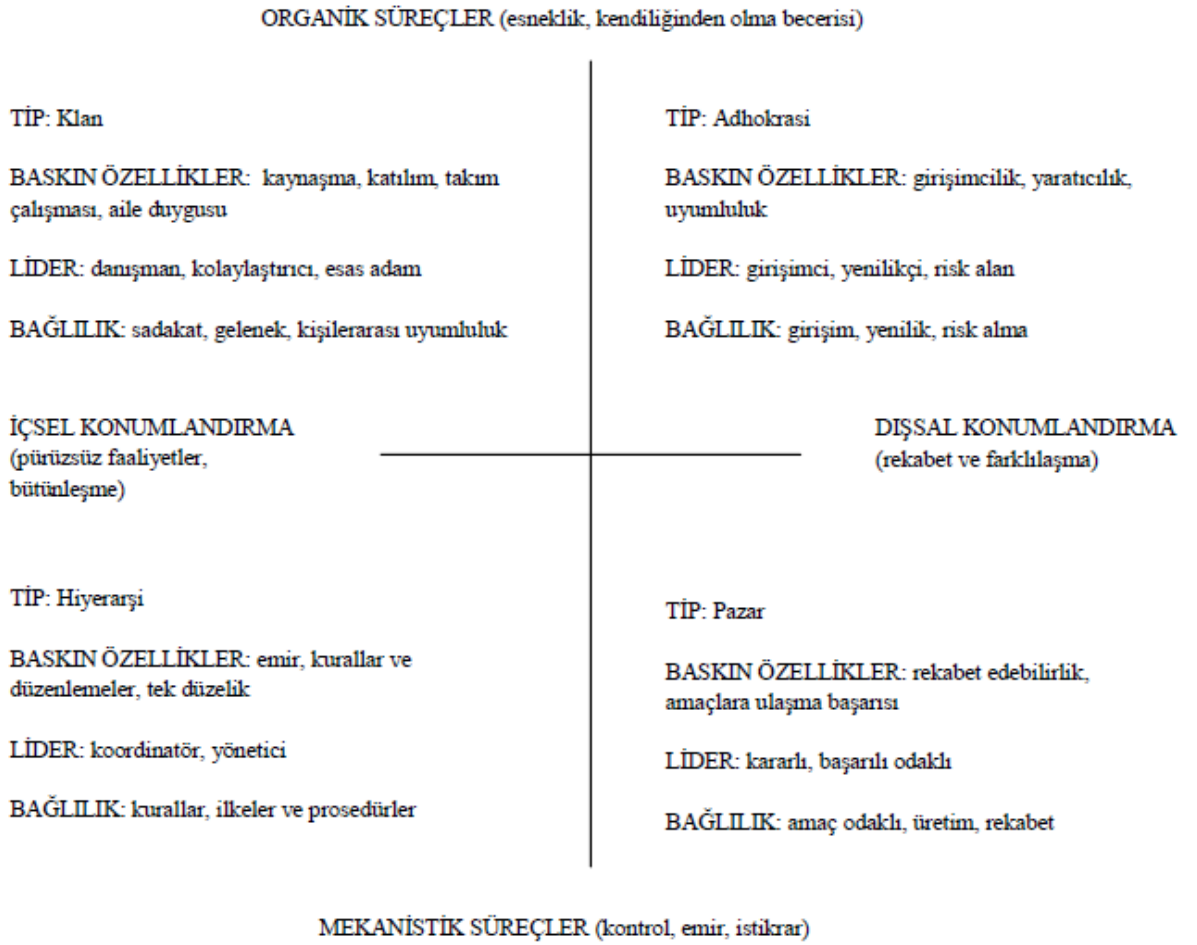 ORGANİK SÜREÇLER (esneklik, kendiliğinden olma becerisi)
TİP: Klan
BASKIN ÖZELLİKLER:  kaynaşma, katılım, takım
çalışması, aile duygusu
LİDER: danışman, kolaylaştırıcı, esas adam
BAĞLILIK: sadakat, gelenek, kişilerarası uyumluluk
TİP: Adhokrasi
BASKIN ÖZELLİKLER: girişimcilik, yaratıcılık,
uyumluluk
LİDER: girişimci, yenilikçi, risk alan
BAĞLILIK: girişim, yenilik, risk alma
İÇSEL KONUMLANDIRMA
(pürüzsüz faaliyetler,
bütünleşme)
DIŞSAL KONUMLANDIRMA
(rekabet ve farklılaşma)
TİP: Hiyerarşi
BASKIN ÖZELLİKLER: emir, kurallar ve
düzenlemeler, tek düzelik
LİDER: koordinatör, yönetici
BAĞLILIK: kurallar, ilkeler ve prosedürler
TİP: Pazar
BASKIN ÖZELLİKLER: rekabet edebilirlik,
amaçlara ulaşma başarısı
LİDER: kararlı, başarılı odaklı
BAĞLILIK: amaç odaklı, üretim, rekabet
MEKANİSTİK SÜREÇLER (kontrol, emir, istikrar)